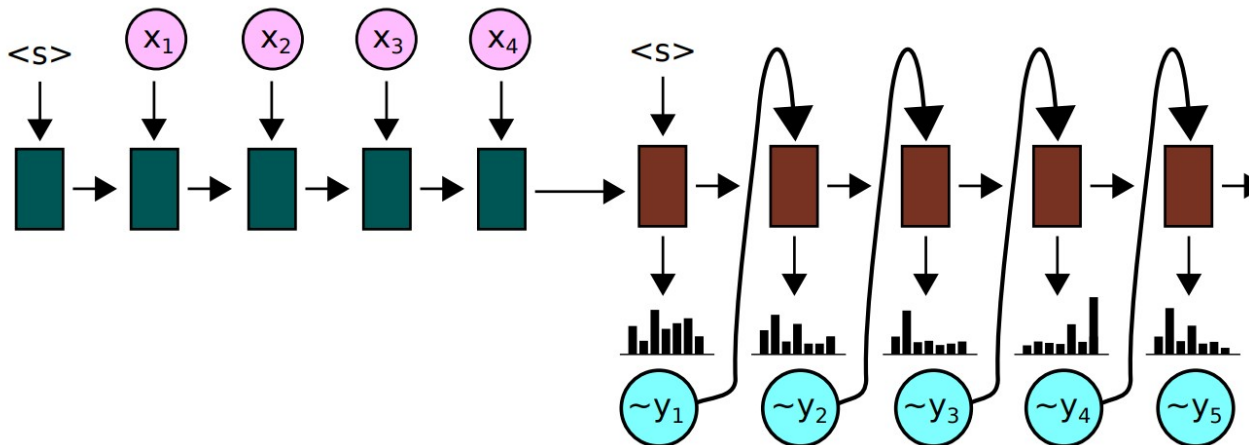 <s> x₁ x₂ x₃ x₄ <s>
~y₁ ~y₂ ~y₃ ~y₄ ~y₅